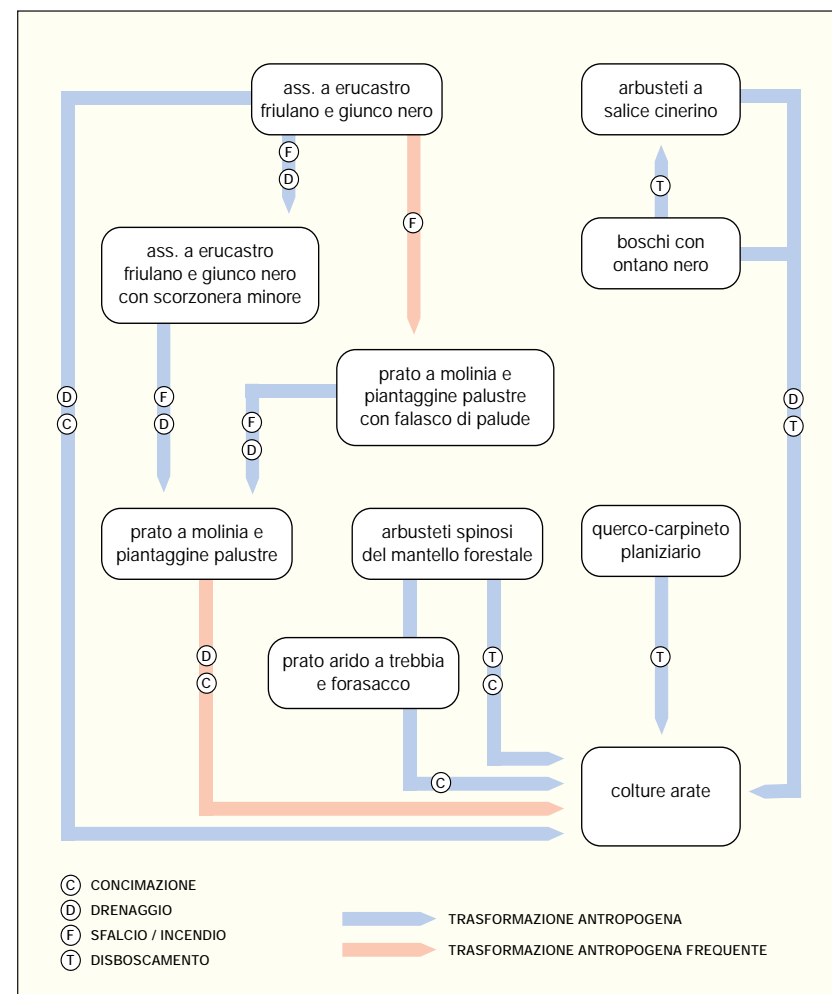 ass. a erucastro
friulano e giunco nero
arbusteti a
salice cinerino
F
D
T
F
ass. a erucastro
friulano e giunco nero
con scorzonera minore
boschi con
ontano nero
prato a molinia e
piantaggine palustre
con falasco di palude
D
C
F
D
F
D
D
T
prato a molinia e
piantaggine palustre
arbusteti spinosi
del mantello forestale
querco-carpineto
planiziario
D
C
prato arido a trebbia
e forasacco
T
C
T
C
colture arate
C CONCIMAZIONE
D DRENAGGIO
F SFALCIO / INCENDIO
T DISBOSCAMENTO
TRASFORMAZIONE ANTROPOGENA
TRASFORMAZIONE ANTROPOGENA FREQUENTE